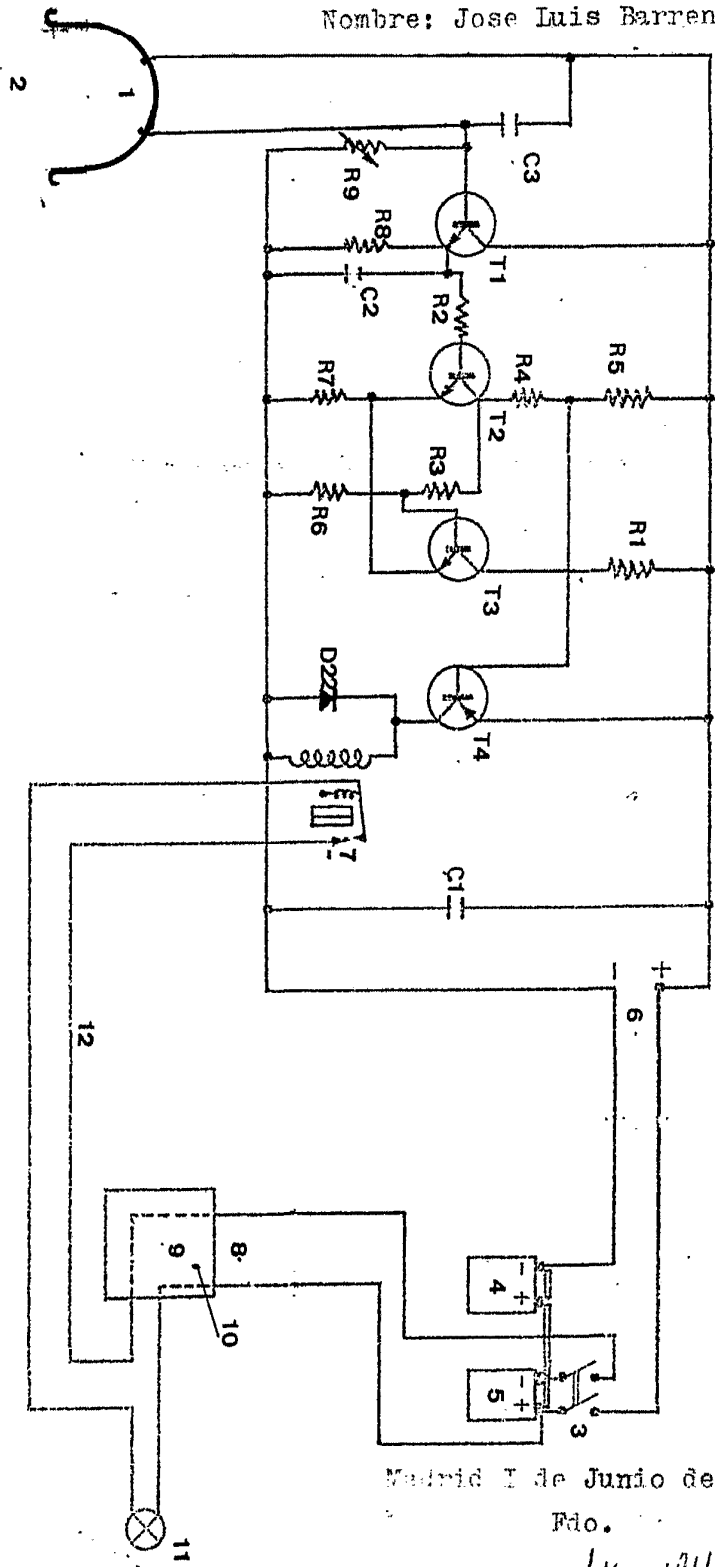 Nombre: Jose Luis Barren
1
2
C3
R9
R8
T1
C2
R2
R7
R4
R5
T2
R3
R6
R1
T3
D22
T4
7
C1
-
+
6
12
8
9
10
4
- +
5
- +
3
11
Madrid I de Junio de
Fdo.